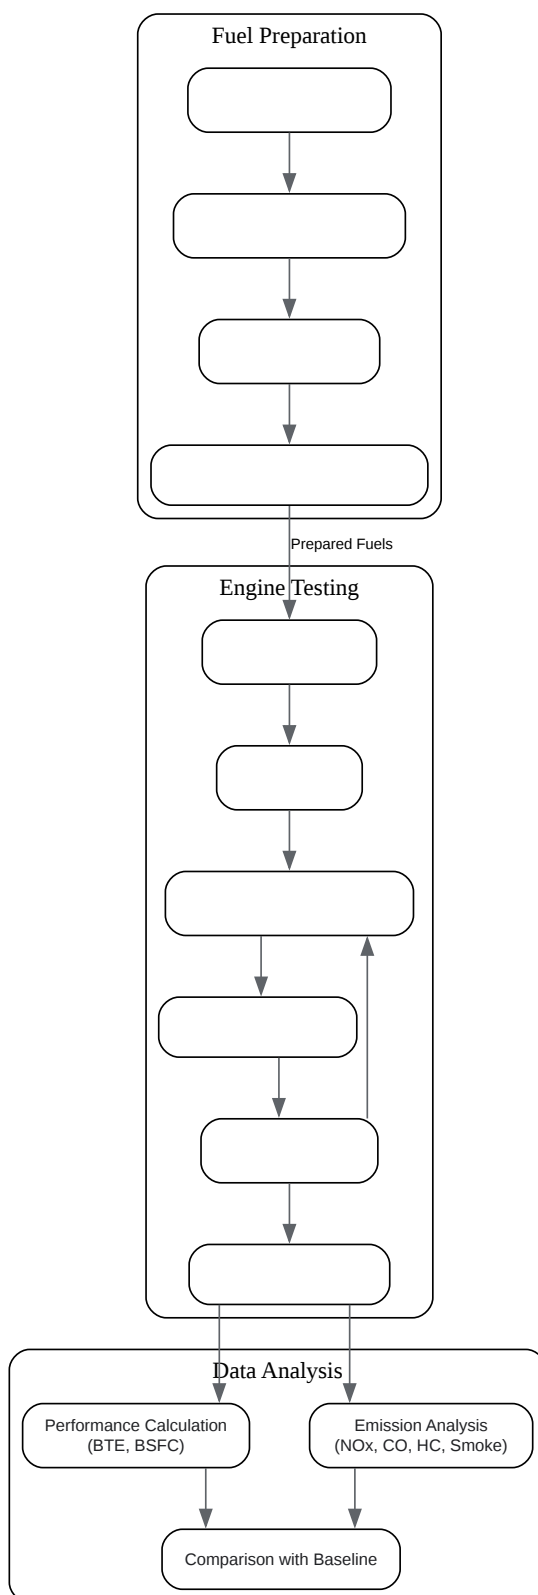 Fuel Preparation
Prepared Fuels
Engine Testing
Data Analysis
Performance Calculation
(BTE, BSFC)
Emission Analysis
(NOx, CO, HC, Smoke)
Comparison with Baseline